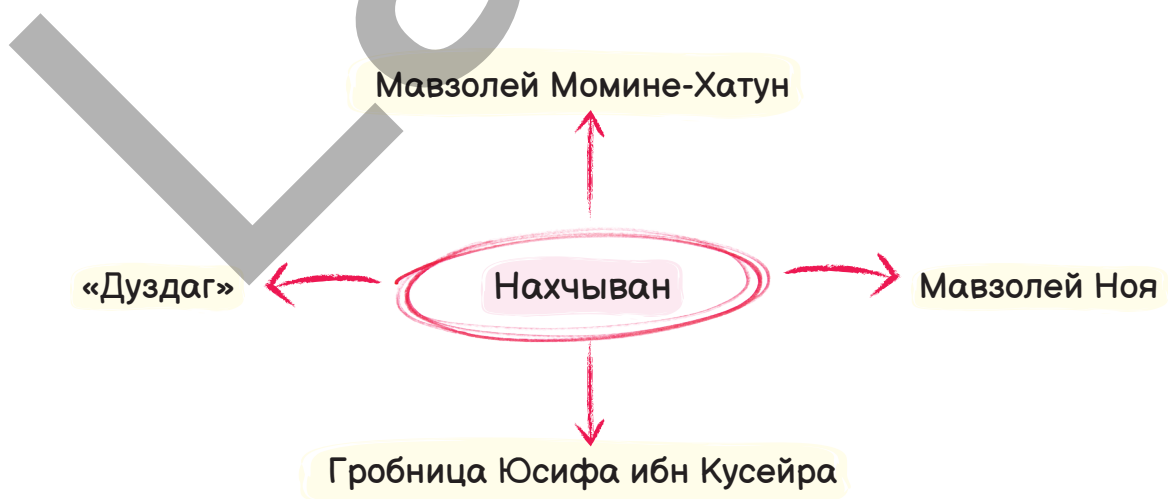 Мавзолей Момине-Хатун
«Дуздаг»
Нахчыван
Мавзолей Ноя
Гробница Юсифа ибн Кусейра